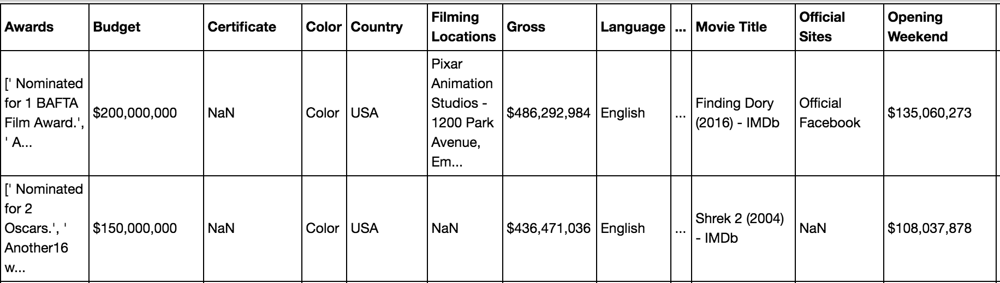 Awards Budget Certificate Color Country Filming Locations Gross Language ... Movie Title Official Sites Opening Weekend
[' Nominated for 1 BAFTA Film Award.', ' A... $200,000,000 NaN Color USA Pixar Animation Studios - 1200 Park Avenue, Em... $486,292,984 English ... Finding Dory (2016) - IMDb Official Facebook $135,060,273
[' Nominated for 2 Oscars.', ' Another16 w... $150,000,000 NaN Color USA NaN $436,471,036 English ... Shrek 2 (2004) - IMDb NaN $108,037,878